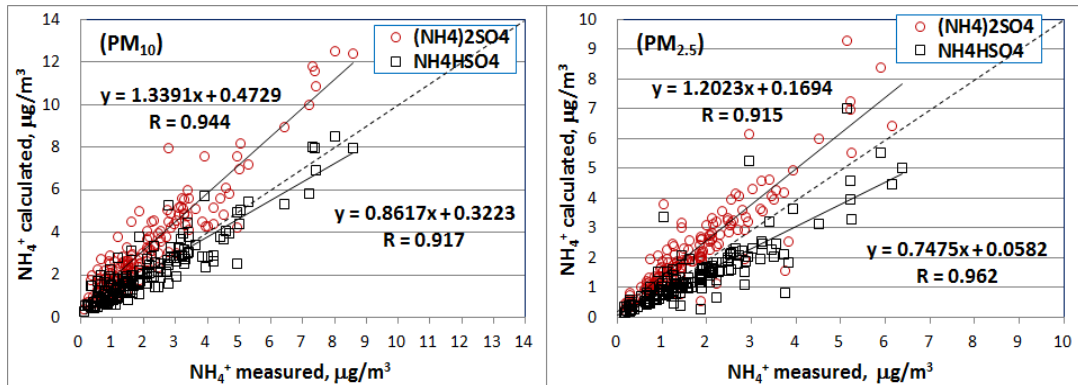 (PM10)
(NH4)2SO4
NH4HSO4
y = 1.3391x + 0.4729
R = 0.944
y = 0.8617x + 0.3223
R = 0.917
NH4+ calculated, μg/m³
14
12
10
8
6
4
2
0
0 1 2 3 4 5 6 7 8 9 10 11 12 13 14
NH4+ measured, μg/m³
(PM2.5)
(NH4)2SO4
NH4HSO4
y = 1.2023x + 0.1694
R = 0.915
y = 0.7475x + 0.0582
R = 0.962
NH4+ calculated, μg/m³
10
9
8
7
6
5
4
3
2
1
0
0 1 2 3 4 5 6 7 8 9 10
NH4+ measured, μg/m³